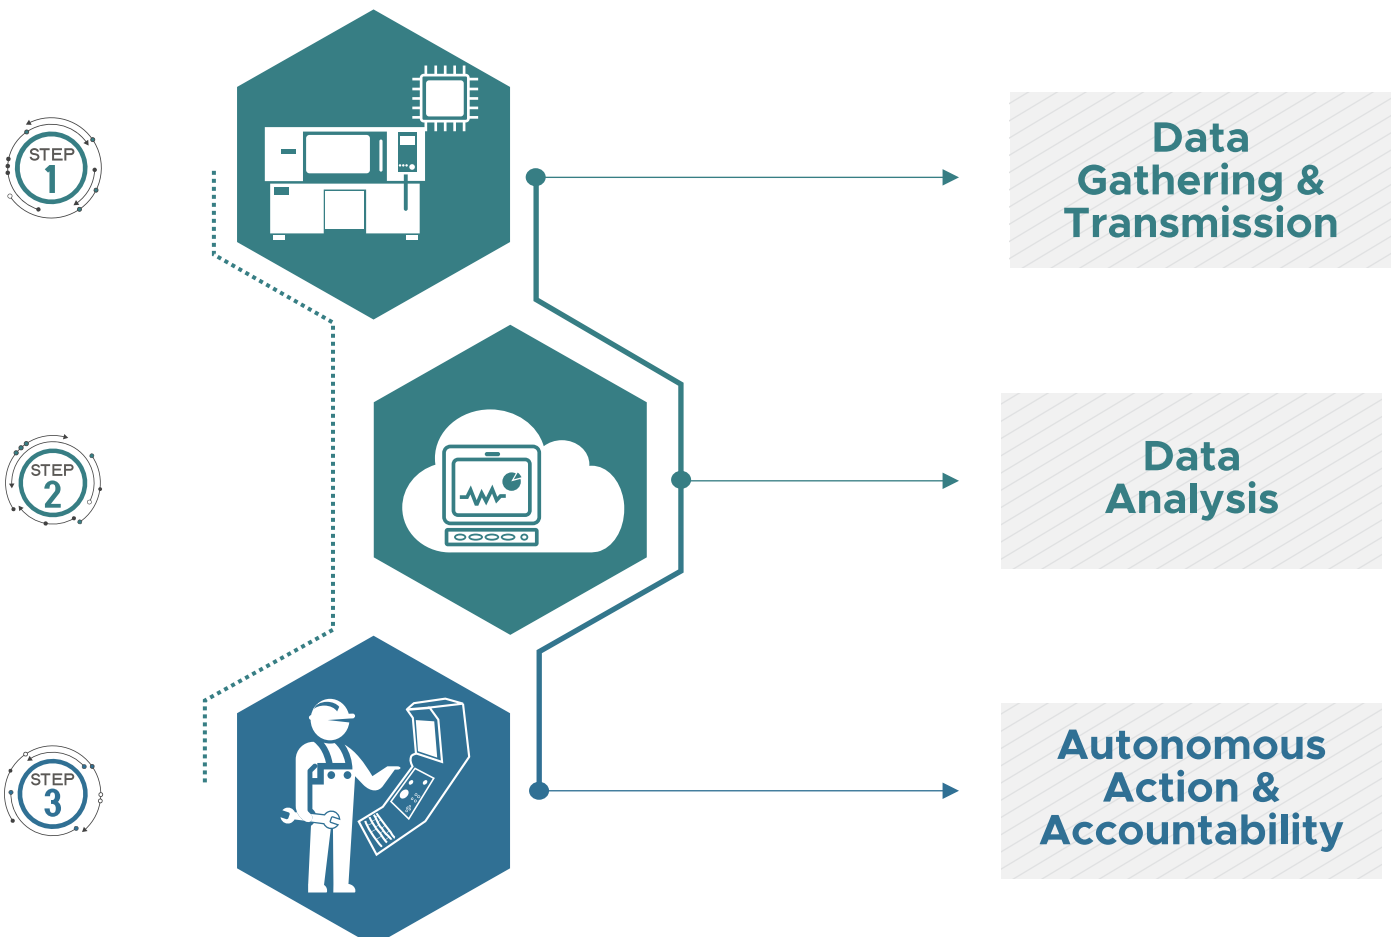 STEP
1
Data
Gathering &
Transmission
STEP
2
Data
Analysis
STEP
3
Autonomous
Action &
Accountability